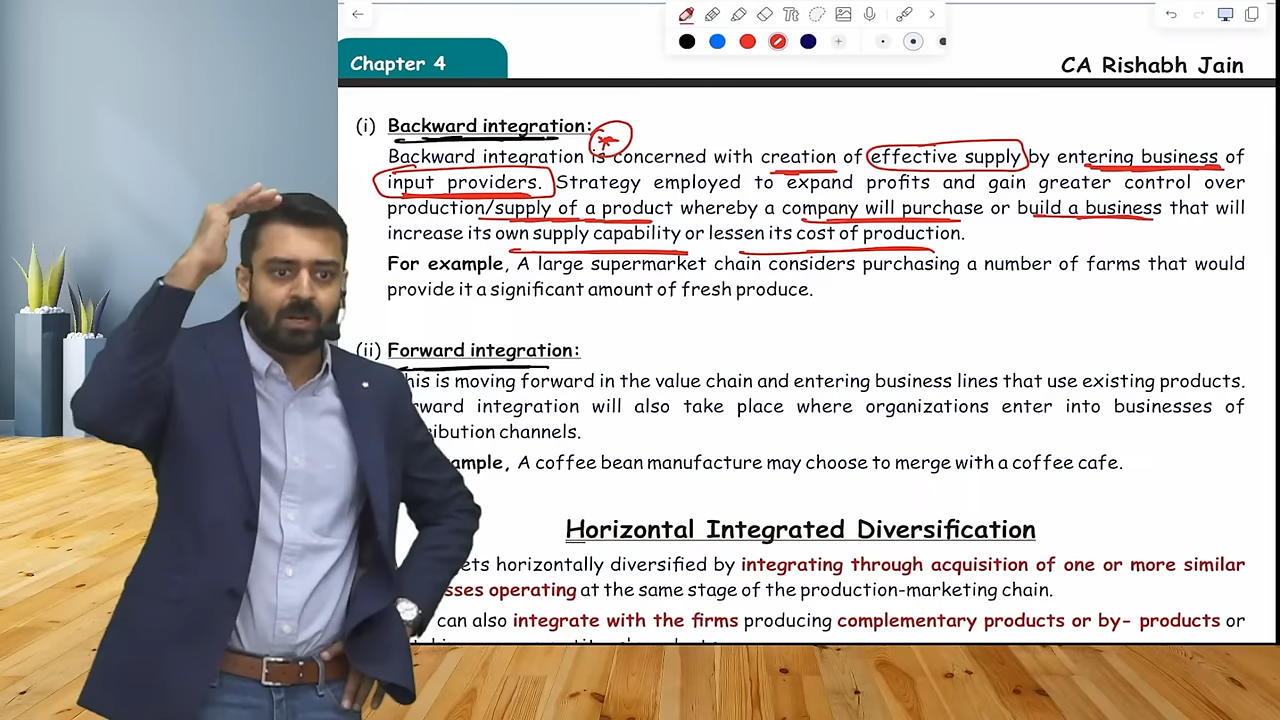 Chapter 4
CA Rishabh Jain
(i) Backward integration:
Backward integration is concerned with creation of effective supply by entering business of
input providers. Strategy employed to expand profits and gain greater control over
production/supply of a product whereby a company will purchase or build a business that will
increase its own supply capability or lessen its cost of production.
For example, A large supermarket chain considers purchasing a number of farms that would
provide it a significant amount of fresh produce.
(ii) Forward integration:
his is moving forward in the value chain and entering business lines that use existing products.
rward integration will also take place where organizations enter into businesses of
ibution channels.
ample, A coffee bean manufacture may choose to merge with a coffee cafe.
Horizontal Integrated Diversification
ets horizontally diversified by integrating through acquisition of one or more similar
sses operating at the same stage of the production-marketing chain.
can also integrate with the firms producing complementary products or by- products or